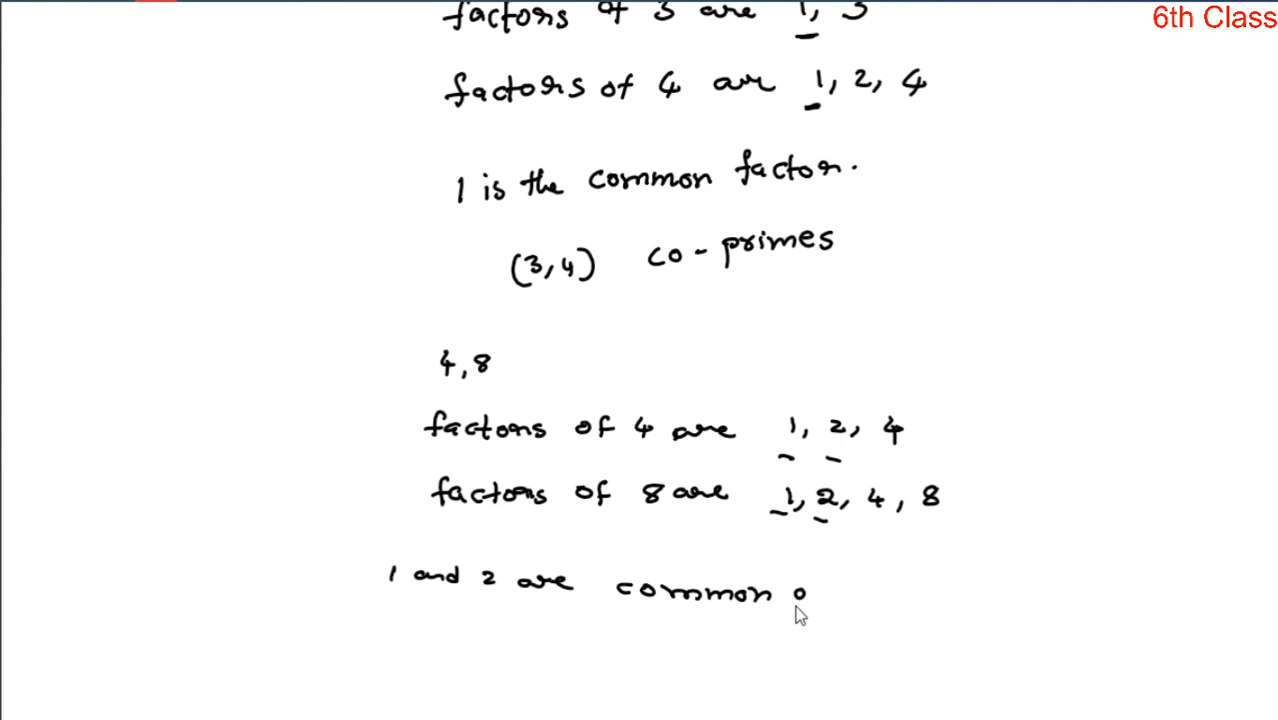 6th Class
factors of 3 are 1, 3
factors of 4 are 1, 2, 4
1 is the common factor.
(3,4) co-primes
4,8
factors of 4 are 1, 2, 4
factors of 8 are 1, 2, 4, 8
1 and 2 are common o